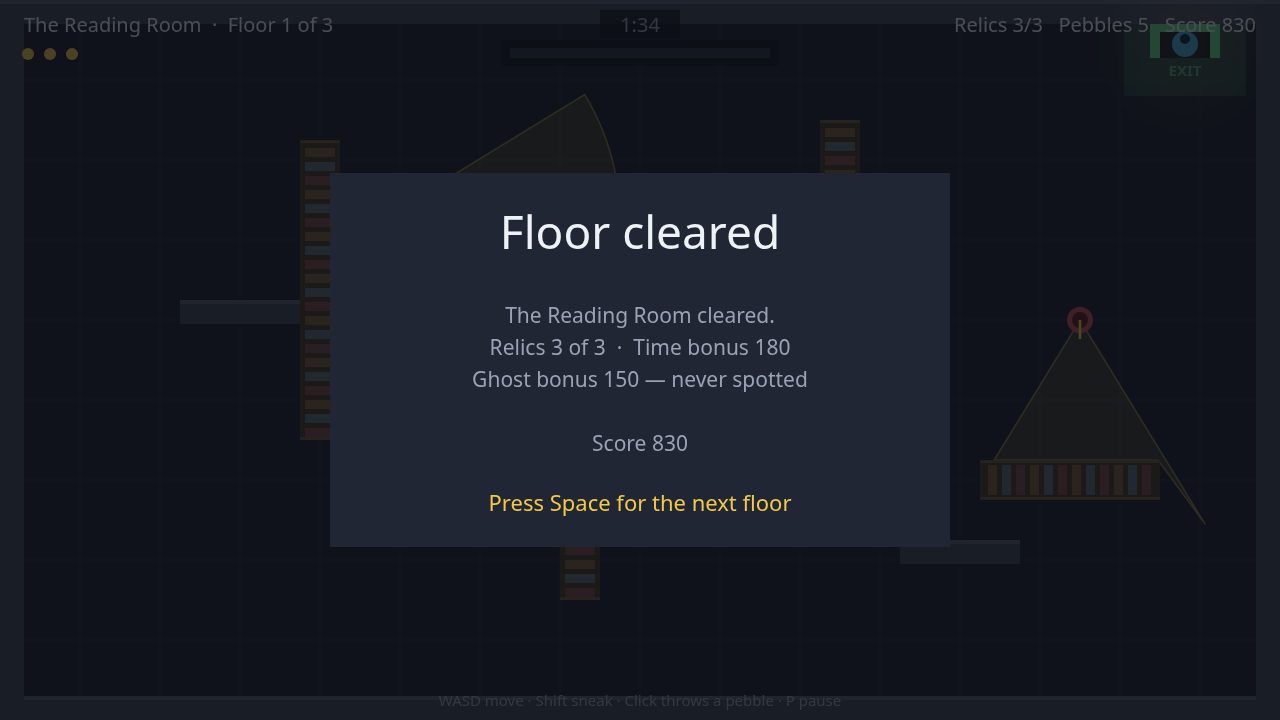 The Reading Room · Floor 1 of 3
1:34
Relics 3/3 Pebbles 5 Score 830
EXIT
Floor cleared
The Reading Room cleared.
Relics 3 of 3 · Time bonus 180
Ghost bonus 150 — never spotted
Score 830
Press Space for the next floor
WASD move · Shift sneak · Click throws a pebble · P pause